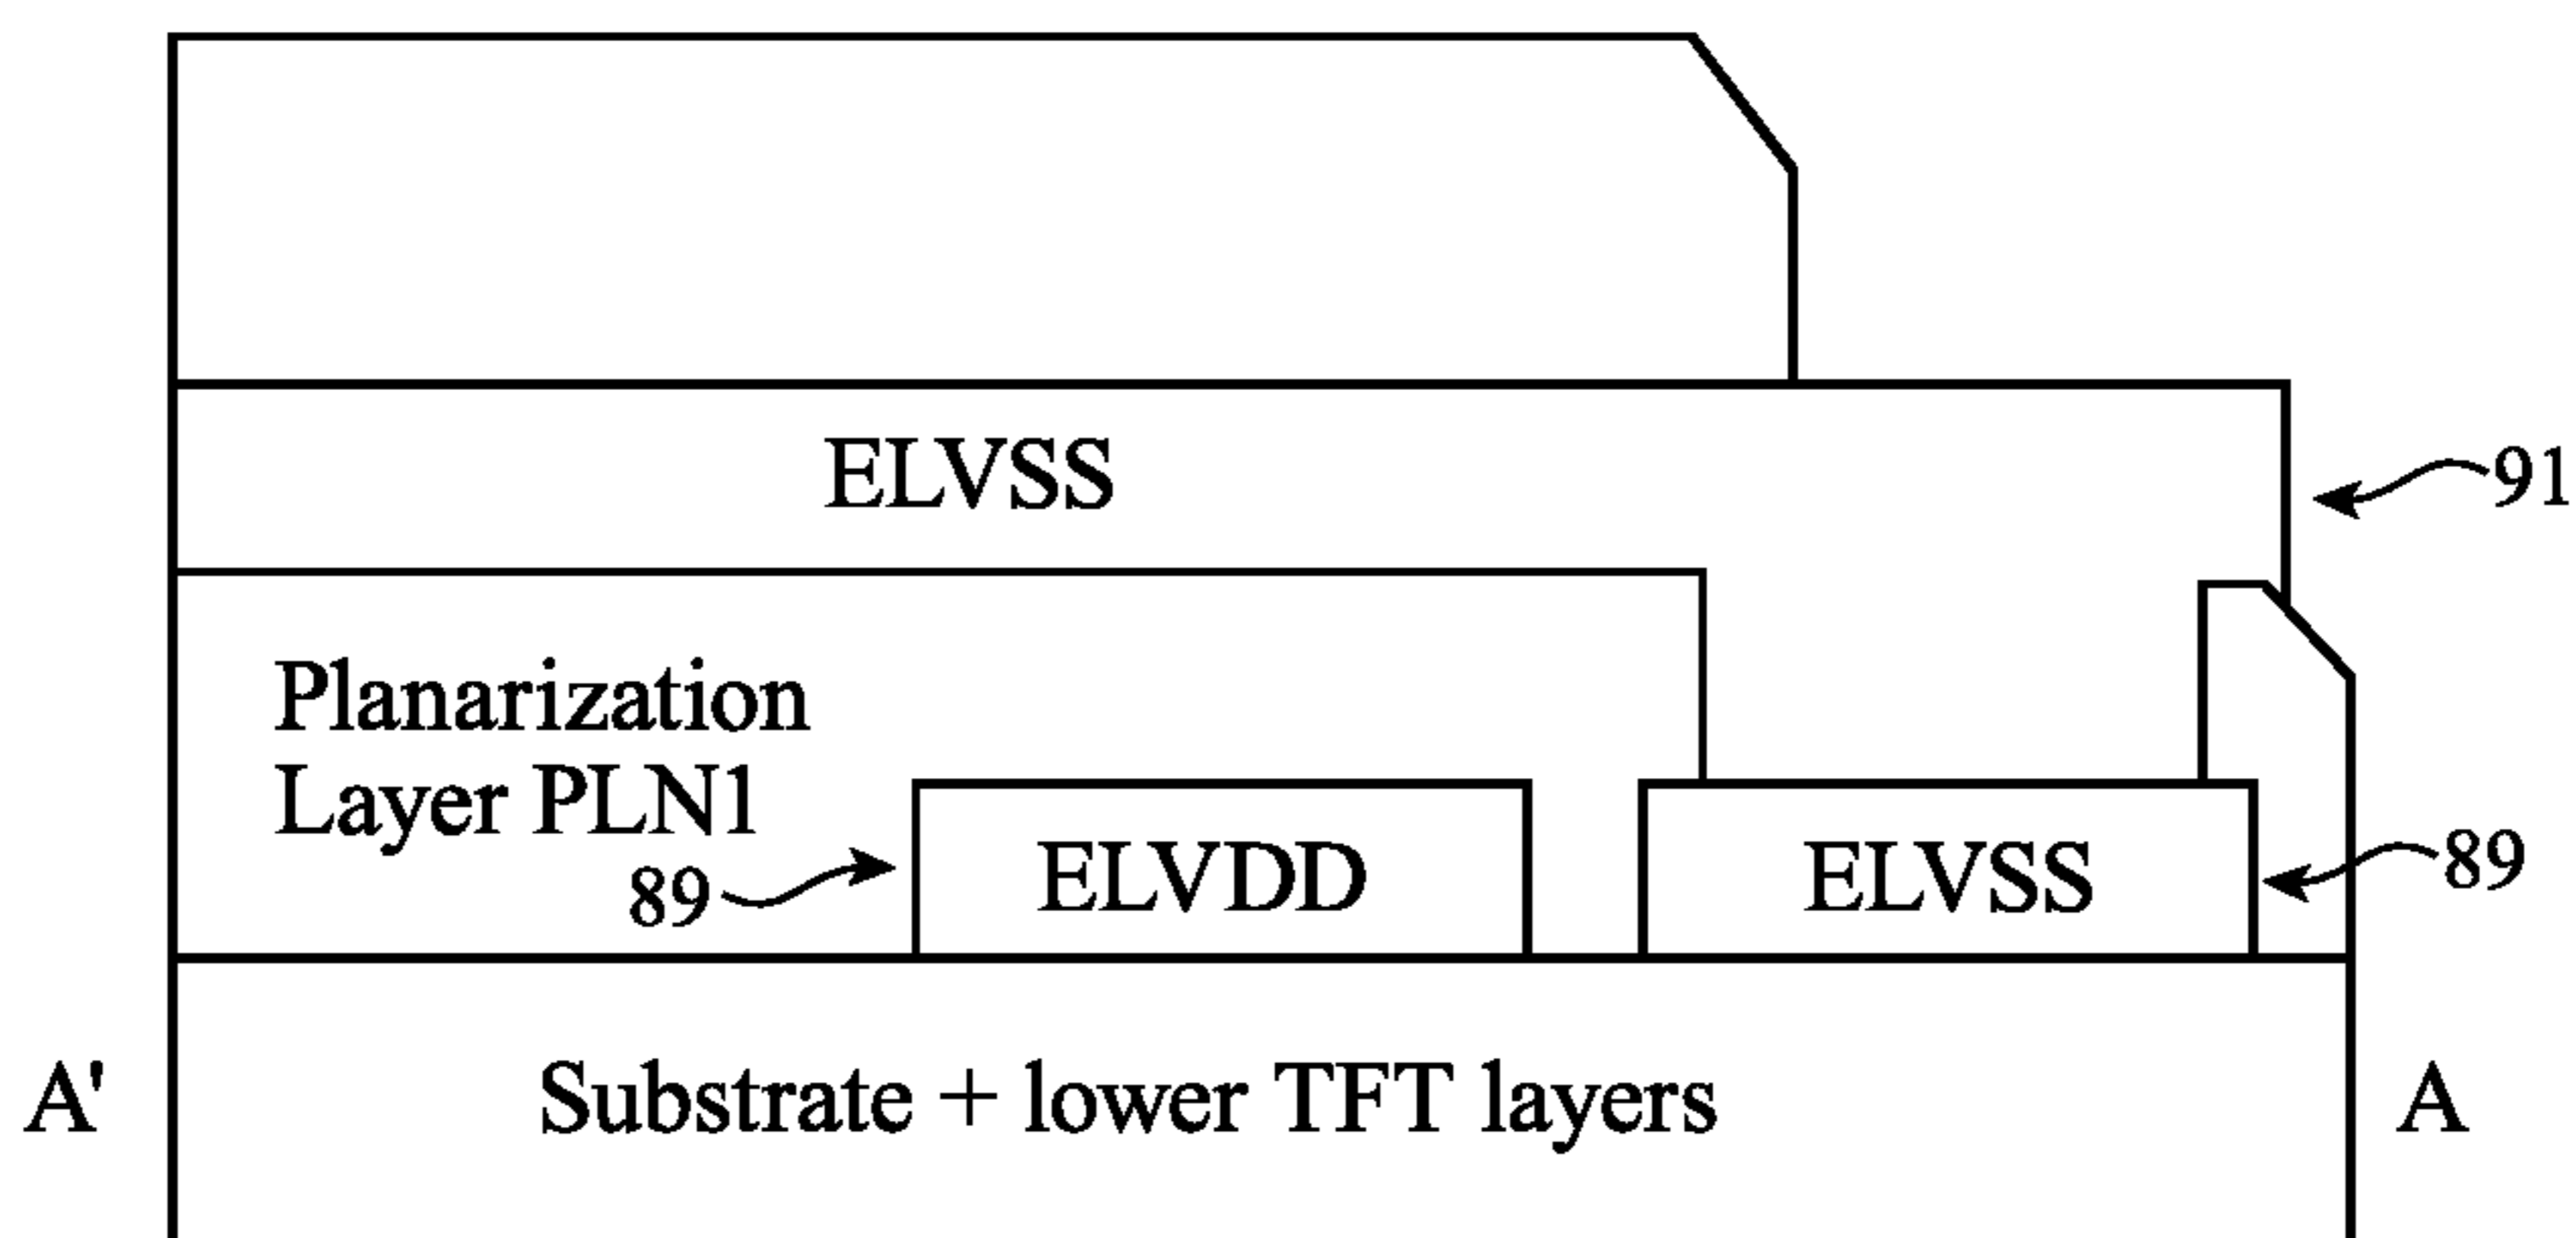 ELVSS
91
Planarization
Layer PLN1
89
ELVDD
ELVSS
89
A'
Substrate + lower TFT layers
A